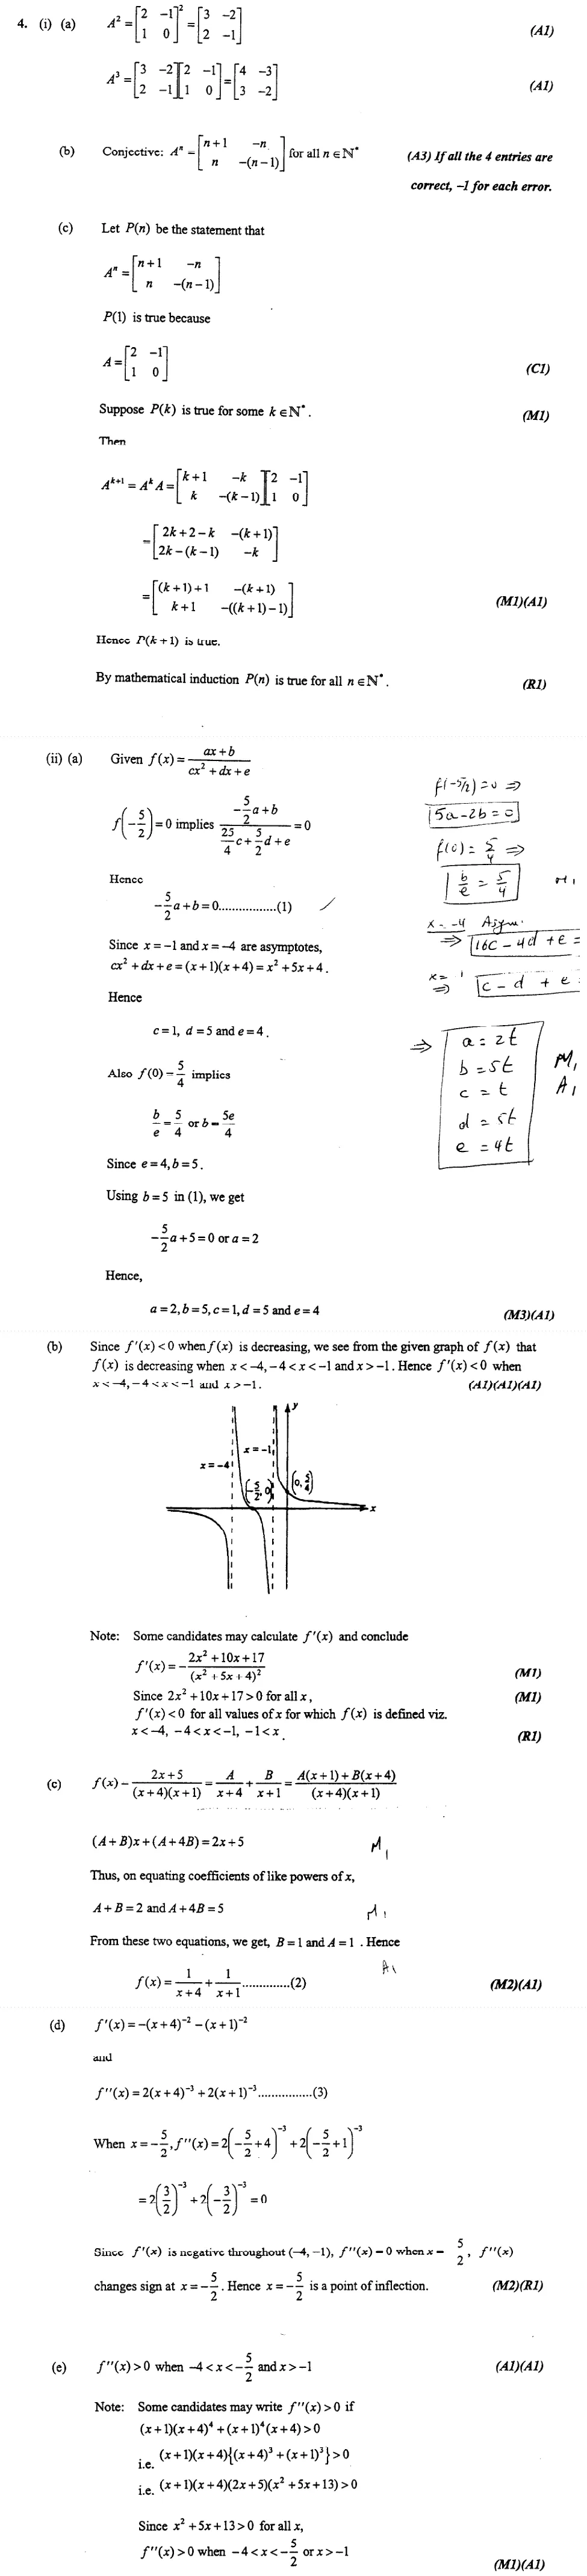 4. (i) (a) A² = [2 −1; 1 0]² = [3 −2; 2 −1] (A1)
A³ = [3 −2; 2 −1][2 −1; 1 0] = [4 −3; 3 −2] (A1)
(b) Conjective: Aⁿ = [n+1 −n; n −(n−1)] for all n ∈ ℕ* (A3) If all the 4 entries are
correct, −1 for each error.
(c) Let P(n) be the statement that
Aⁿ = [n+1 −n; n −(n−1)]
P(1) is true because
A = [2 −1; 1 0] (C1)
Suppose P(k) is true for some k ∈ ℕ*. (M1)
Then
Aᵏ⁺¹ = AᵏA = [k+1 −k; k −(k−1)][2 −1; 1 0]
= [2k+2−k −(k+1); 2k−(k−1) −k]
= [(k+1)+1 −(k+1); k+1 −((k+1)−1)] (M1)(A1)
Hence P(k+1) is true.
By mathematical induction P(n) is true for all n ∈ ℕ*. (R1)
(ii) (a) Given f(x) = (ax+b)/(cx²+dx+e)
f(−5/2) = 0 implies (−5/2 a + b)/(25/4 c + 5/2 d + e) = 0
Hence
−5/2 a + b = 0.................(1)
Since x = −1 and x = −4 are asymptotes,
cx² + dx + e = (x+1)(x+4) = x² + 5x + 4.
Hence
c = 1, d = 5 and e = 4.
Also f(0) = 5/4 implies
b/e = 5/4 or b = 5e/4
Since e = 4, b = 5.
Using b = 5 in (1), we get
−5/2 a + 5 = 0 or a = 2
Hence,
a = 2, b = 5, c = 1, d = 5 and e = 4 (M3)(A1)
f(−5/2) = 0 ⇒
5a − 2b = 0
f(0) = 5/4 ⇒
b/e = 5/4 M1
x = −4 Asym.
⇒ 16c − 4d + e =
⇒ c − d + e =
⇒ a = 2t
b = 5t M1
c = t A1
d = 5t
e = 4t
(b) Since f′(x) < 0 when f(x) is decreasing, we see from the given graph of f(x) that
f(x) is decreasing when x < −4, −4 < x < −1 and x > −1. Hence f′(x) < 0 when
x < −4, −4 < x < −1 and x > −1. (A1)(A1)(A1)
y
x = −1
x = −4
(−5/2, 0)
(0, 5/4)
x
Note: Some candidates may calculate f′(x) and conclude
f′(x) = −(2x²+10x+17)/(x²+5x+4)² (M1)
Since 2x²+10x+17 > 0 for all x, (M1)
f′(x) < 0 for all values of x for which f(x) is defined viz.
x < −4, −4 < x < −1, −1 < x. (R1)
(c) f(x) = (2x+5)/((x+4)(x+1)) = A/(x+4) + B/(x+1) = (A(x+1)+B(x+4))/((x+4)(x+1))
(A+B)x + (A+4B) = 2x+5 M1
Thus, on equating coefficients of like powers of x,
A+B = 2 and A+4B = 5 M1
From these two equations, we get, B = 1 and A = 1 . Hence
A1
f(x) = 1/(x+4) + 1/(x+1)..............(2) (M2)(A1)
(d) f′(x) = −(x+4)⁻² − (x+1)⁻²
and
f′′(x) = 2(x+4)⁻³ + 2(x+1)⁻³................(3)
When x = −5/2, f′′(x) = 2(−5/2+4)⁻³ + 2(−5/2+1)⁻³
= 2(3/2)⁻³ + 2(−3/2)⁻³ = 0
Since f′(x) is negative throughout (−4, −1), f′′(x) = 0 when x = 5/2, f′′(x)
changes sign at x = −5/2. Hence x = −5/2 is a point of inflection. (M2)(R1)
(e) f′′(x) > 0 when −4 < x < −5/2 and x > −1 (A1)(A1)
Note: Some candidates may write f′′(x) > 0 if
(x+1)(x+4)⁴ + (x+1)⁴(x+4) > 0
i.e. (x+1)(x+4){(x+4)³ + (x+1)³} > 0
i.e. (x+1)(x+4)(2x+5)(x²+5x+13) > 0
Since x²+5x+13 > 0 for all x,
f′′(x) > 0 when −4 < x < −5/2 or x > −1 (M1)(A1)